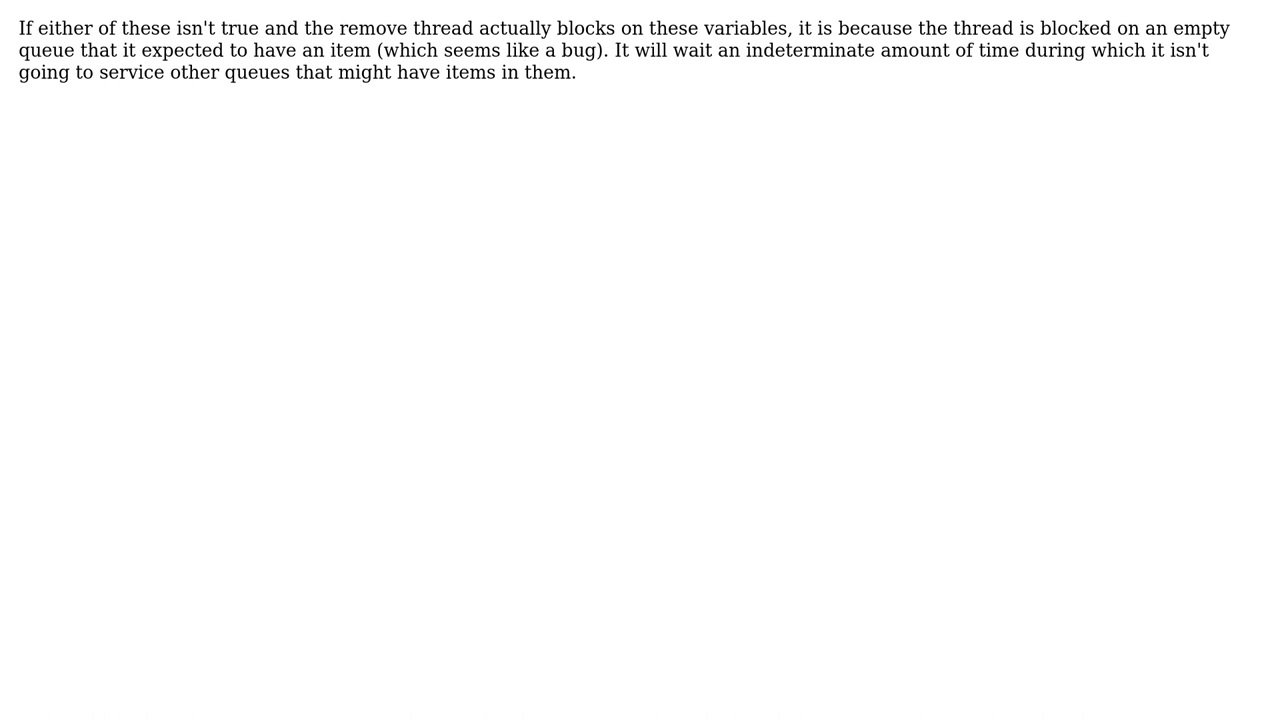 If either of these isn't true and the remove thread actually blocks on these variables, it is because the thread is blocked on an empty
queue that it expected to have an item (which seems like a bug). It will wait an indeterminate amount of time during which it isn't
going to service other queues that might have items in them.